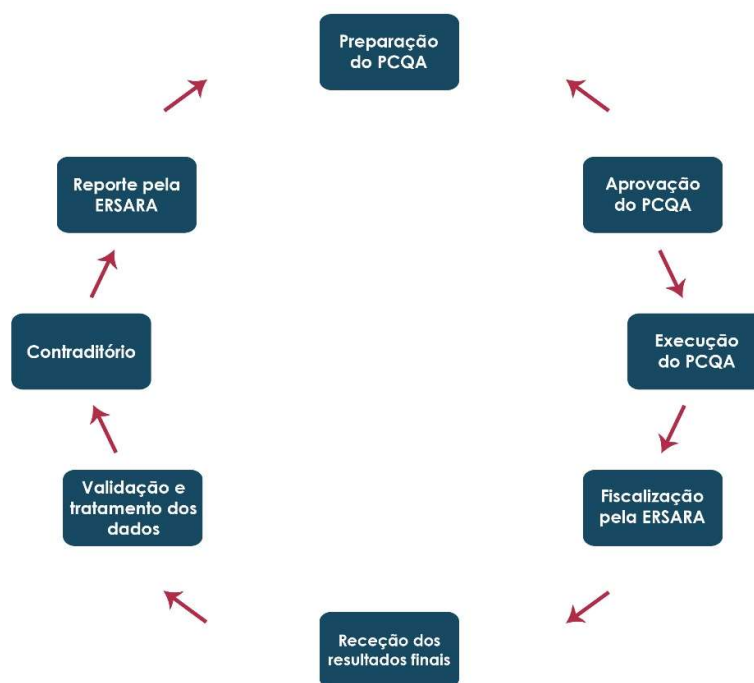 Preparação
do PCQA
Aprovação
do PCQA
Execução
do PCQA
Fiscalização
pela ERSARA
Receção dos
resultados finais
Validação e
tratamento dos
dados
Contraditório
Reporte pela
ERSARA